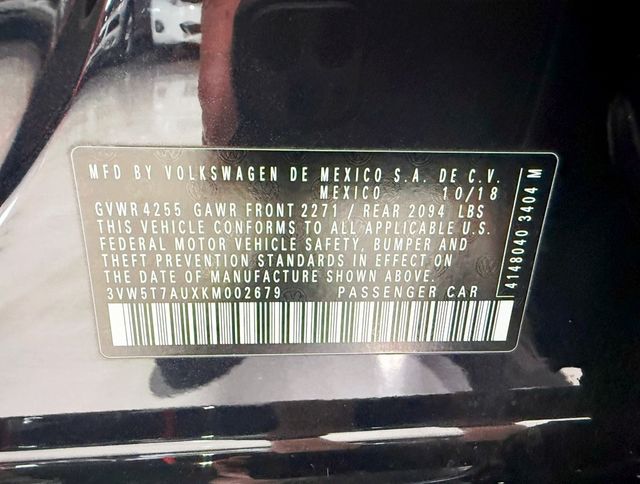 MFD BY VOLKSWAGEN DE MEXICO S.A. DE C.V.
MEXICO 10/18
GVWR 4255 GAWR FRONT 2271 / REAR 2094 LBS
THIS VEHICLE CONFORMS TO ALL APPLICABLE U.S.
FEDERAL MOTOR VEHICLE SAFETY, BUMPER AND
THEFT PREVENTION STANDARDS IN EFFECT ON
THE DATE OF MANUFACTURE SHOWN ABOVE.
3VW5T7AUXKM002679 PASSENGER CAR
4148040 3404 M